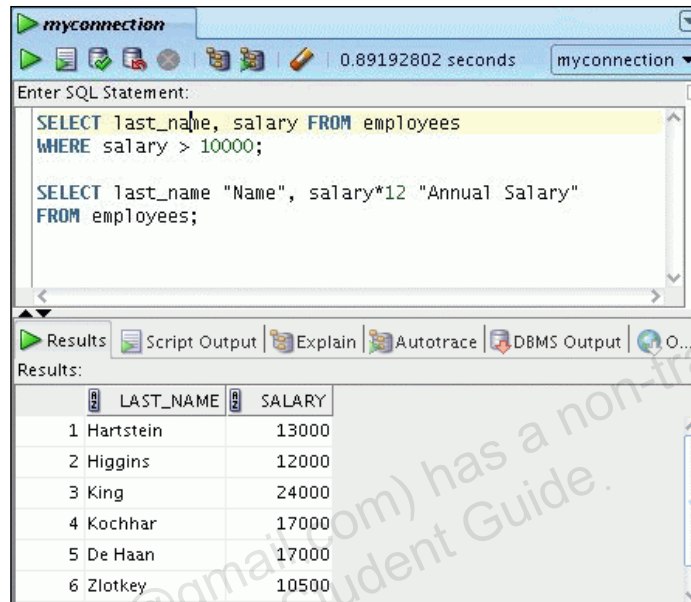 myconnection
0.89192802 seconds myconnection
Enter SQL Statement:
SELECT last_name, salary FROM employees
WHERE salary > 10000;
SELECT last_name "Name", salary*12 "Annual Salary"
FROM employees;
Results Script Output Explain Autotrace DBMS Output O...
Results:
LAST_NAME SALARY
1 Hartstein 13000
2 Higgins 12000
3 King 24000
4 Kochhar 17000
5 De Haan 17000
6 Zlotkey 10500
com) has a non-tra
@gmail
Student Guide.